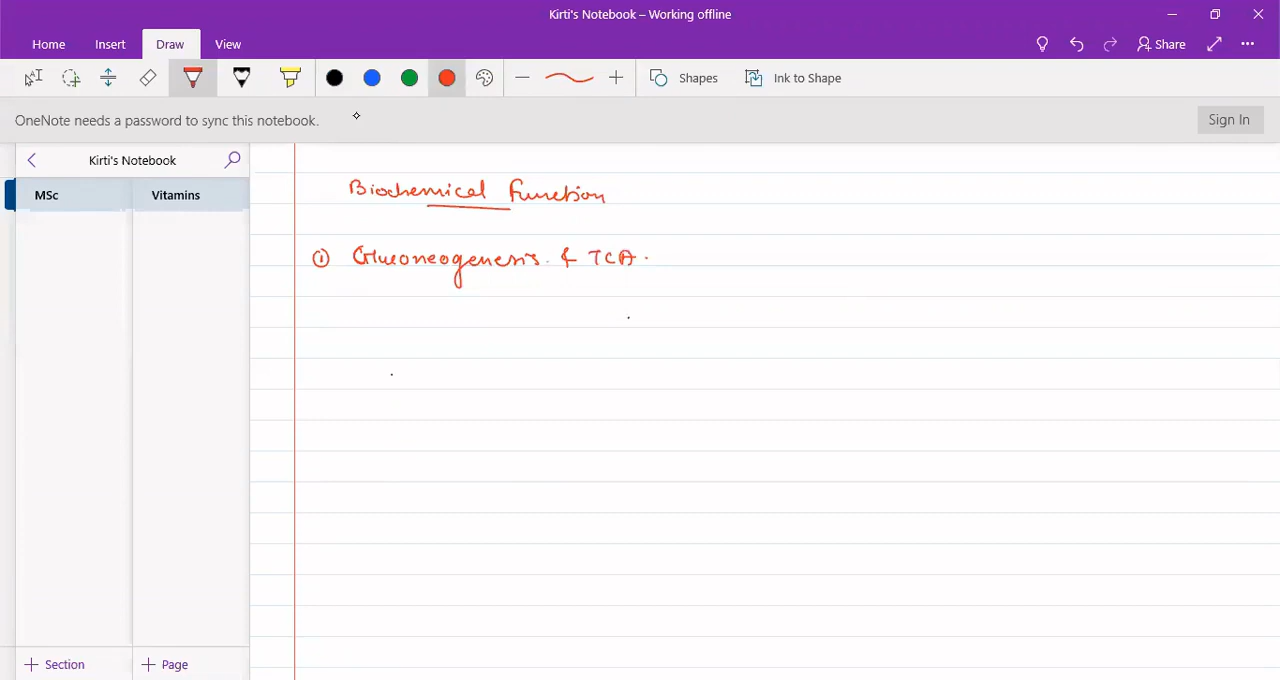 Kirti's Notebook – Working offline
Home Insert Draw View Share
Shapes Ink to Shape
OneNote needs a password to sync this notebook. Sign In
Kirti's Notebook
MSc Vitamins
Biochemical Function
① Gluconeogenesis & TCA.
+ Section + Page